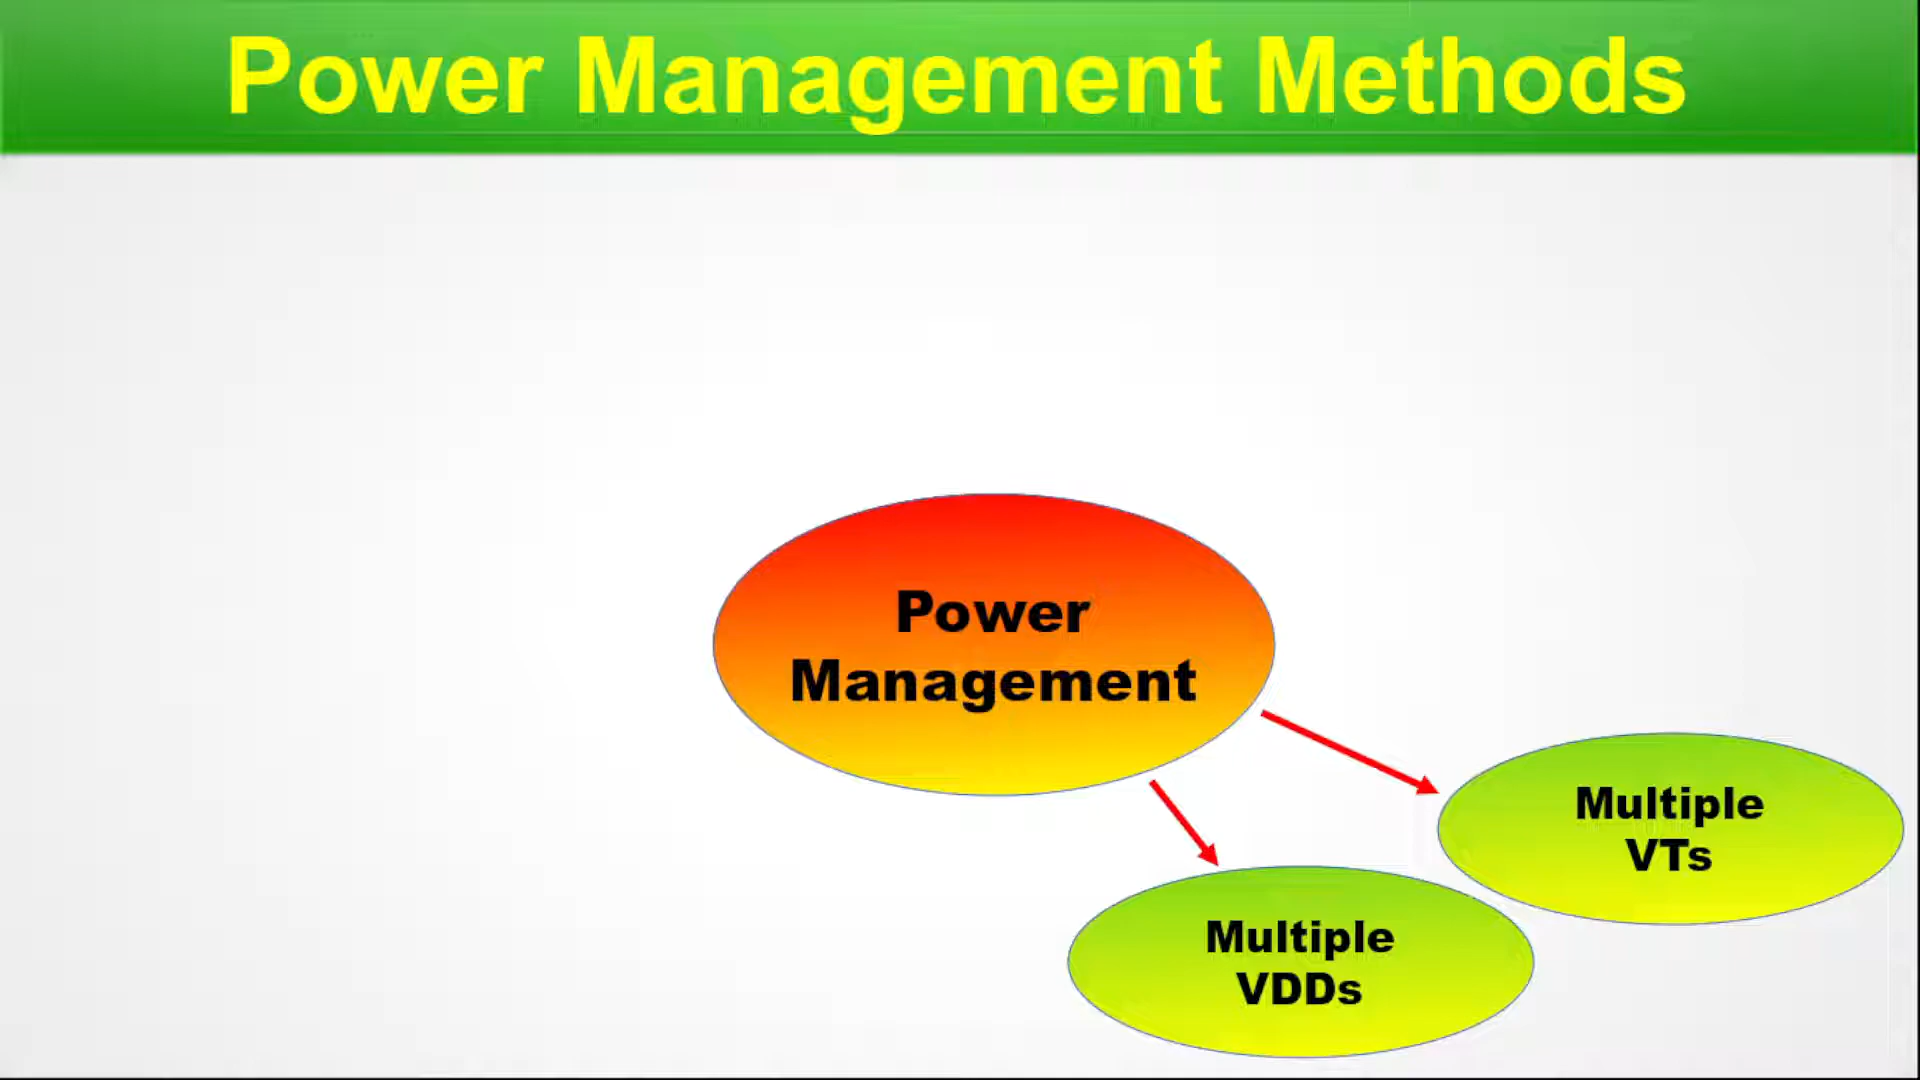 Power Management Methods
Power
Management
Multiple
VTs
Multiple
VDDs